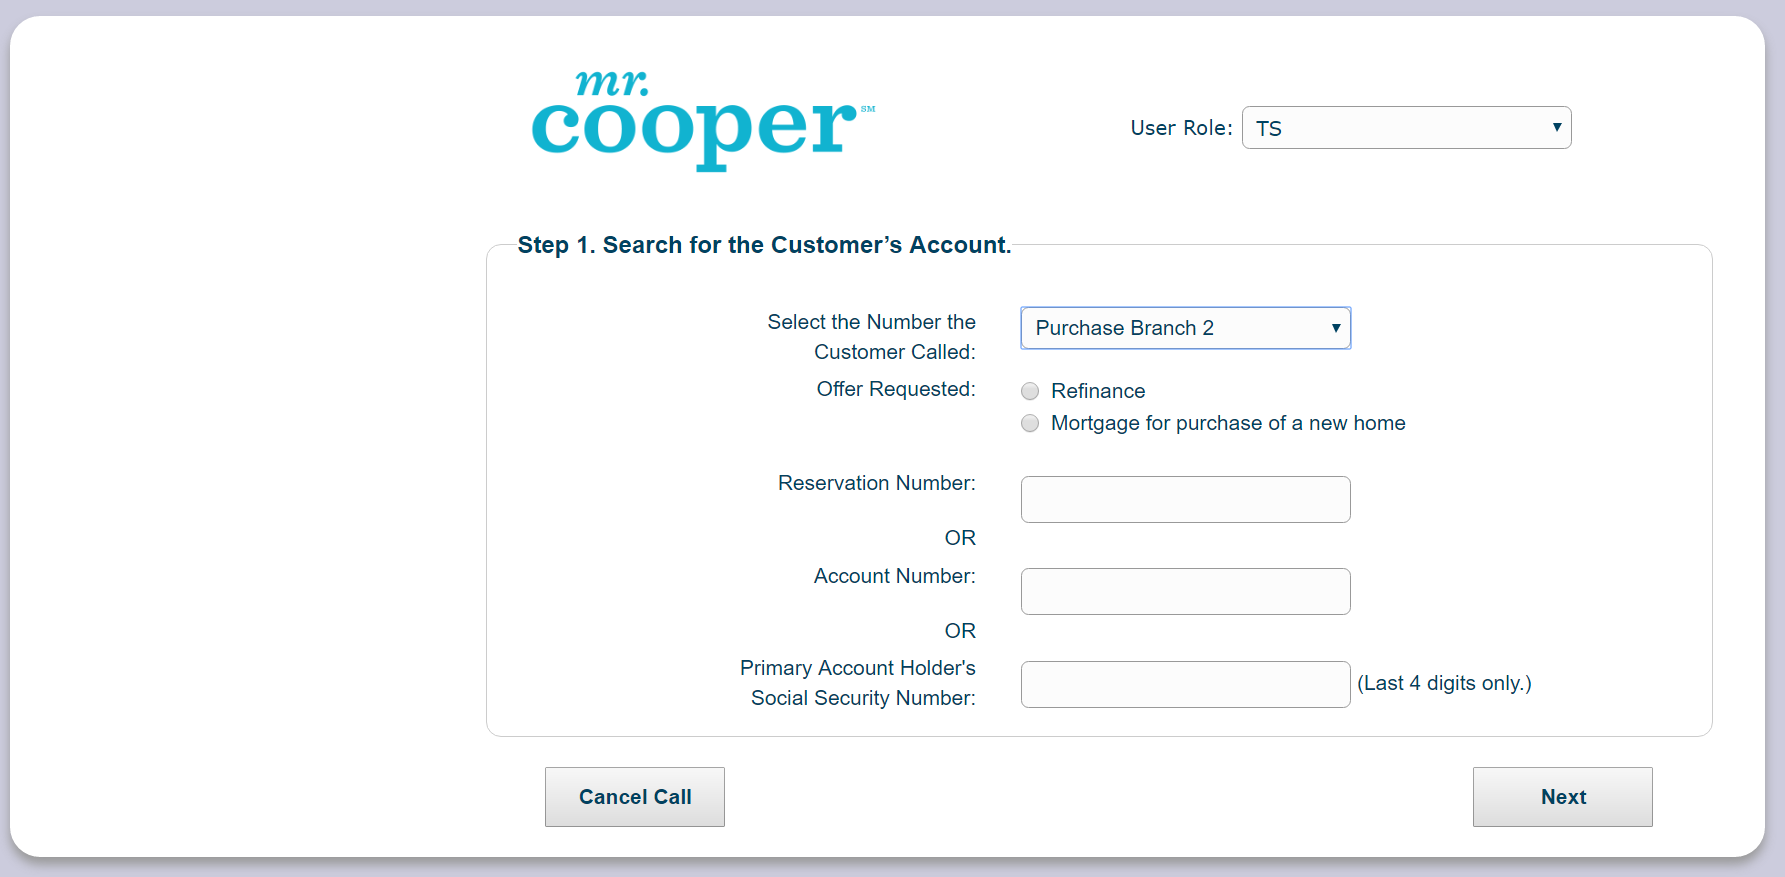 mr.
cooper SM
User Role: TS
Step 1. Search for the Customer’s Account.
Select the Number the
Customer Called:
Purchase Branch 2
Offer Requested:
Refinance
Mortgage for purchase of a new home
Reservation Number:
OR
Account Number:
OR
Primary Account Holder's
Social Security Number:
(Last 4 digits only.)
Cancel Call
Next